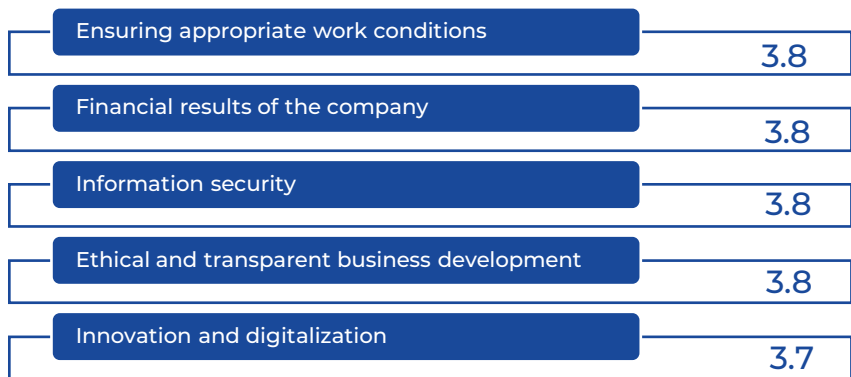 Ensuring appropriate work conditions
3.8
Financial results of the company
3.8
Information security
3.8
Ethical and transparent business development
3.8
Innovation and digitalization
3.7